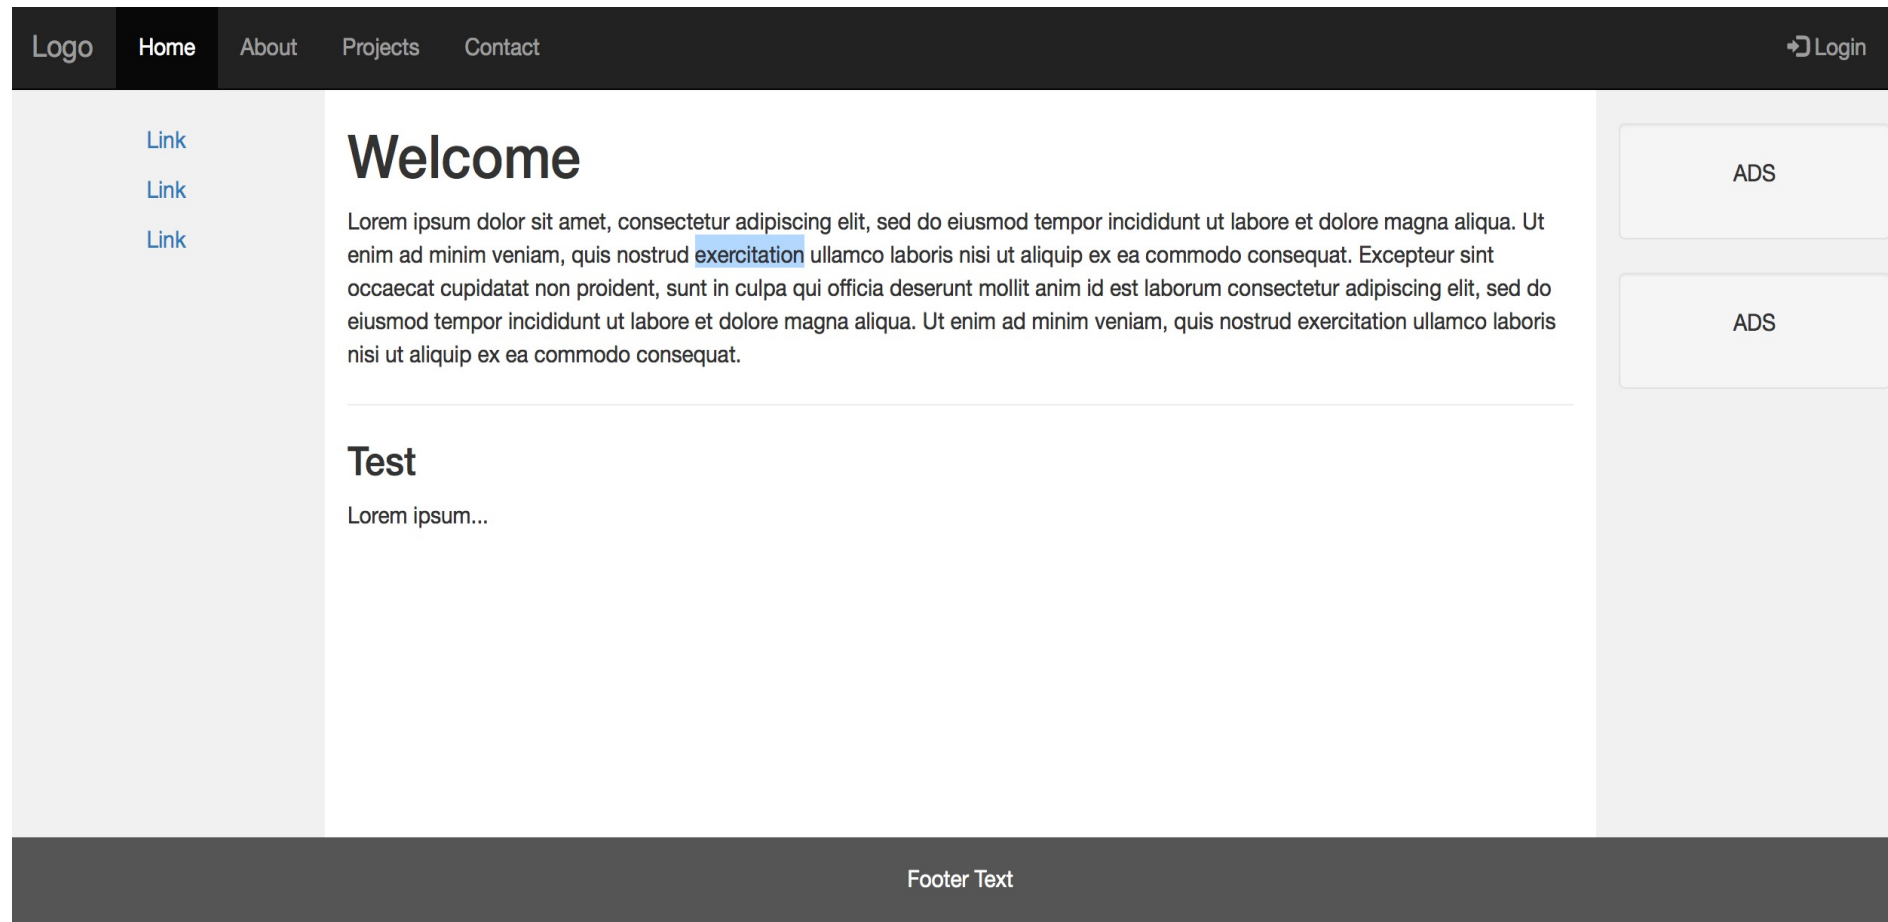 Logo Home About Projects Contact Login
Link
Link
Link
Welcome
Lorem ipsum dolor sit amet, consectetur adipiscing elit, sed do eiusmod tempor incididunt ut labore et dolore magna aliqua. Ut
enim ad minim veniam, quis nostrud exercitation ullamco laboris nisi ut aliquip ex ea commodo consequat. Excepteur sint
occaecat cupidatat non proident, sunt in culpa qui officia deserunt mollit anim id est laborum consectetur adipiscing elit, sed do
eiusmod tempor incididunt ut labore et dolore magna aliqua. Ut enim ad minim veniam, quis nostrud exercitation ullamco laboris
nisi ut aliquip ex ea commodo consequat.
Test
Lorem ipsum...
ADS
ADS
Footer Text